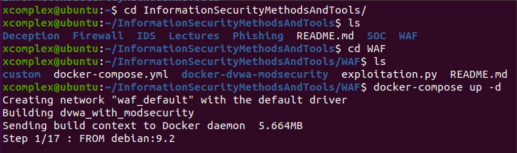 xcomplex@ubuntu:~$ cd InformationSecurityMethodsAndTools/
xcomplex@ubuntu:~/InformationSecurityMethodsAndTools$ ls
Deception  Firewall  IDS  Lectures  Phishing  README.md  SOC  WAF
xcomplex@ubuntu:~/InformationSecurityMethodsAndTools$ cd WAF
xcomplex@ubuntu:~/InformationSecurityMethodsAndTools/WAF$ ls
custom  docker-compose.yml  docker-dvwa-modsecurity  exploitation.py  README.md
xcomplex@ubuntu:~/InformationSecurityMethodsAndTools/WAF$ docker-compose up -d
Creating network "waf_default" with the default driver
Building dvwa_with_modsecurity
Sending build context to Docker daemon  5.664MB
Step 1/17 : FROM debian:9.2